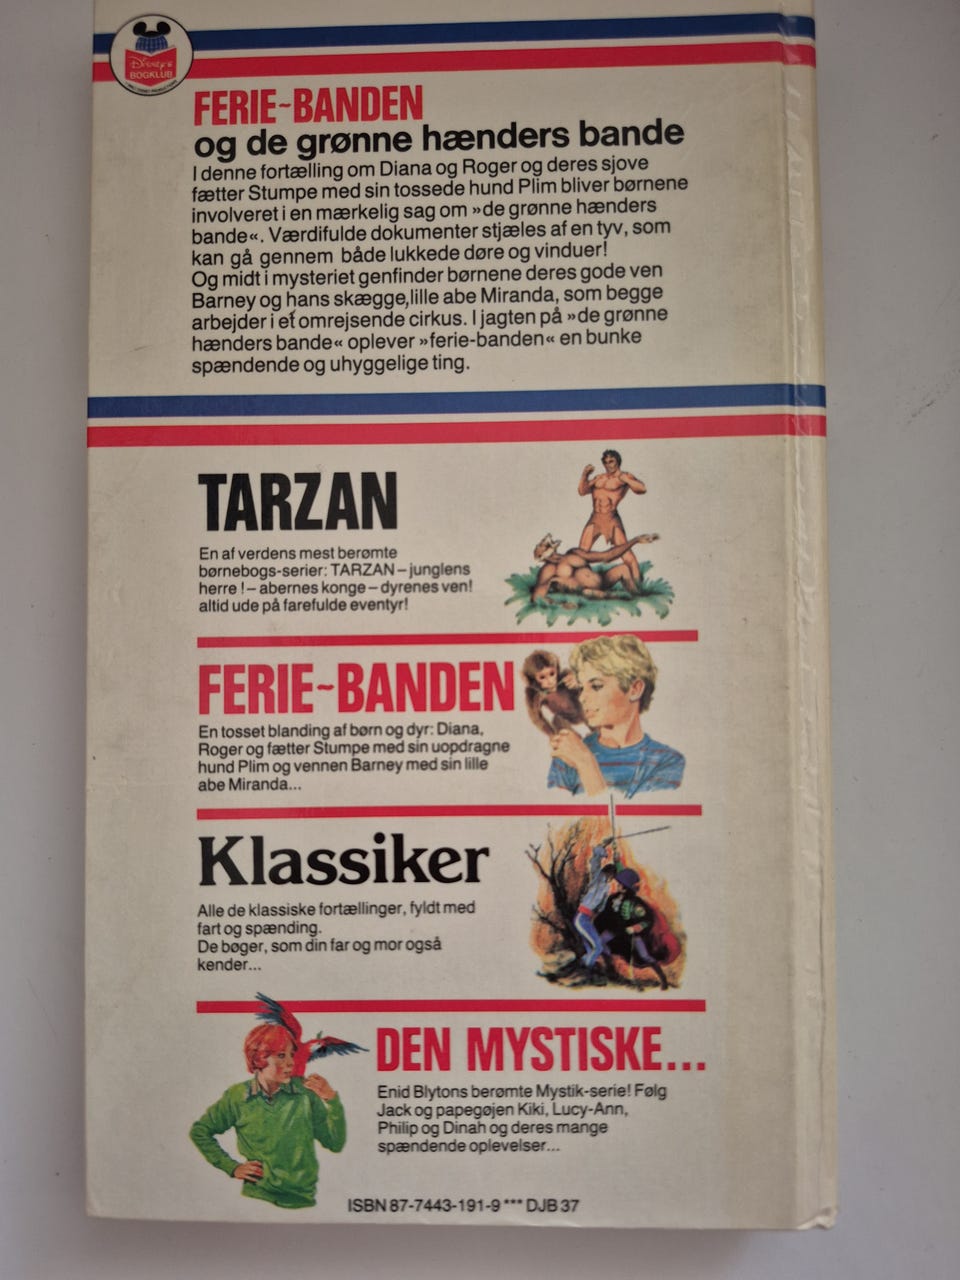 Disney's
BOGKLUB
FERIE-BANDEN
og de grønne hænders bande
I denne fortælling om Diana og Roger og deres sjove
fætter Stumpe med sin tossede hund Plim bliver børnene
involveret i en mærkelig sag om »de grønne hænders
bande«. Værdifulde dokumenter stjæles af en tyv, som
kan gå gennem både lukkede døre og vinduer!
Og midt i mysteriet genfinder børnene deres gode ven
Barney og hans skægge, lille abe Miranda, som begge
arbejder i et omrejsende cirkus. I jagten på »de grønne
hænders bande« oplever »ferie-banden« en bunke
spændende og uhyggelige ting.
TARZAN
En af verdens mest berømte
børnebogs-serier: TARZAN – junglens
herre ! – abernes konge – dyrenes ven!
altid ude på farefulde eventyr!
FERIE-BANDEN
En tosset blanding af børn og dyr: Diana,
Roger og fætter Stumpe med sin uopdragne
hund Plim og vennen Barney med sin lille
abe Miranda...
Klassiker
Alle de klassiske fortællinger, fyldt med
fart og spænding.
De bøger, som din far og mor også
kender...
DEN MYSTISKE...
Enid Blytons berømte Mystik-serie! Følg
Jack og papegøjen Kiki, Lucy-Ann,
Philip og Dinah og deres mange
spændende oplevelser...
ISBN 87-7443-191-9 *** DJB 37